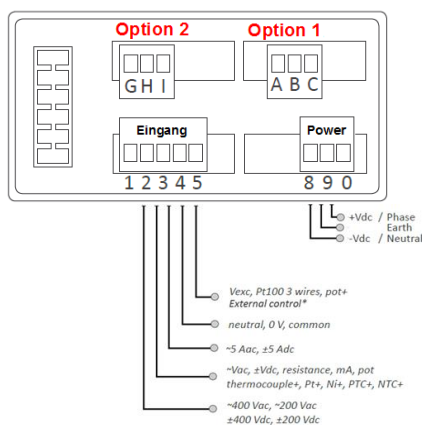 Option 2 Option 1
G H I A B C
Eingang Power
1 2 3 4 5 8 9 0
+Vdc / Phase
Earth
-Vdc / Neutral
Vexc, Pt100 3 wires, pot+
External control*
neutral, 0 V, common
~5 Aac, ±5 Adc
~Vac, ±Vdc, resistance, mA, pot
thermocouple+, Pt+, Ni+, PTC+, NTC+
~400 Vac, ~200 Vac
±400 Vdc, ±200 Vdc